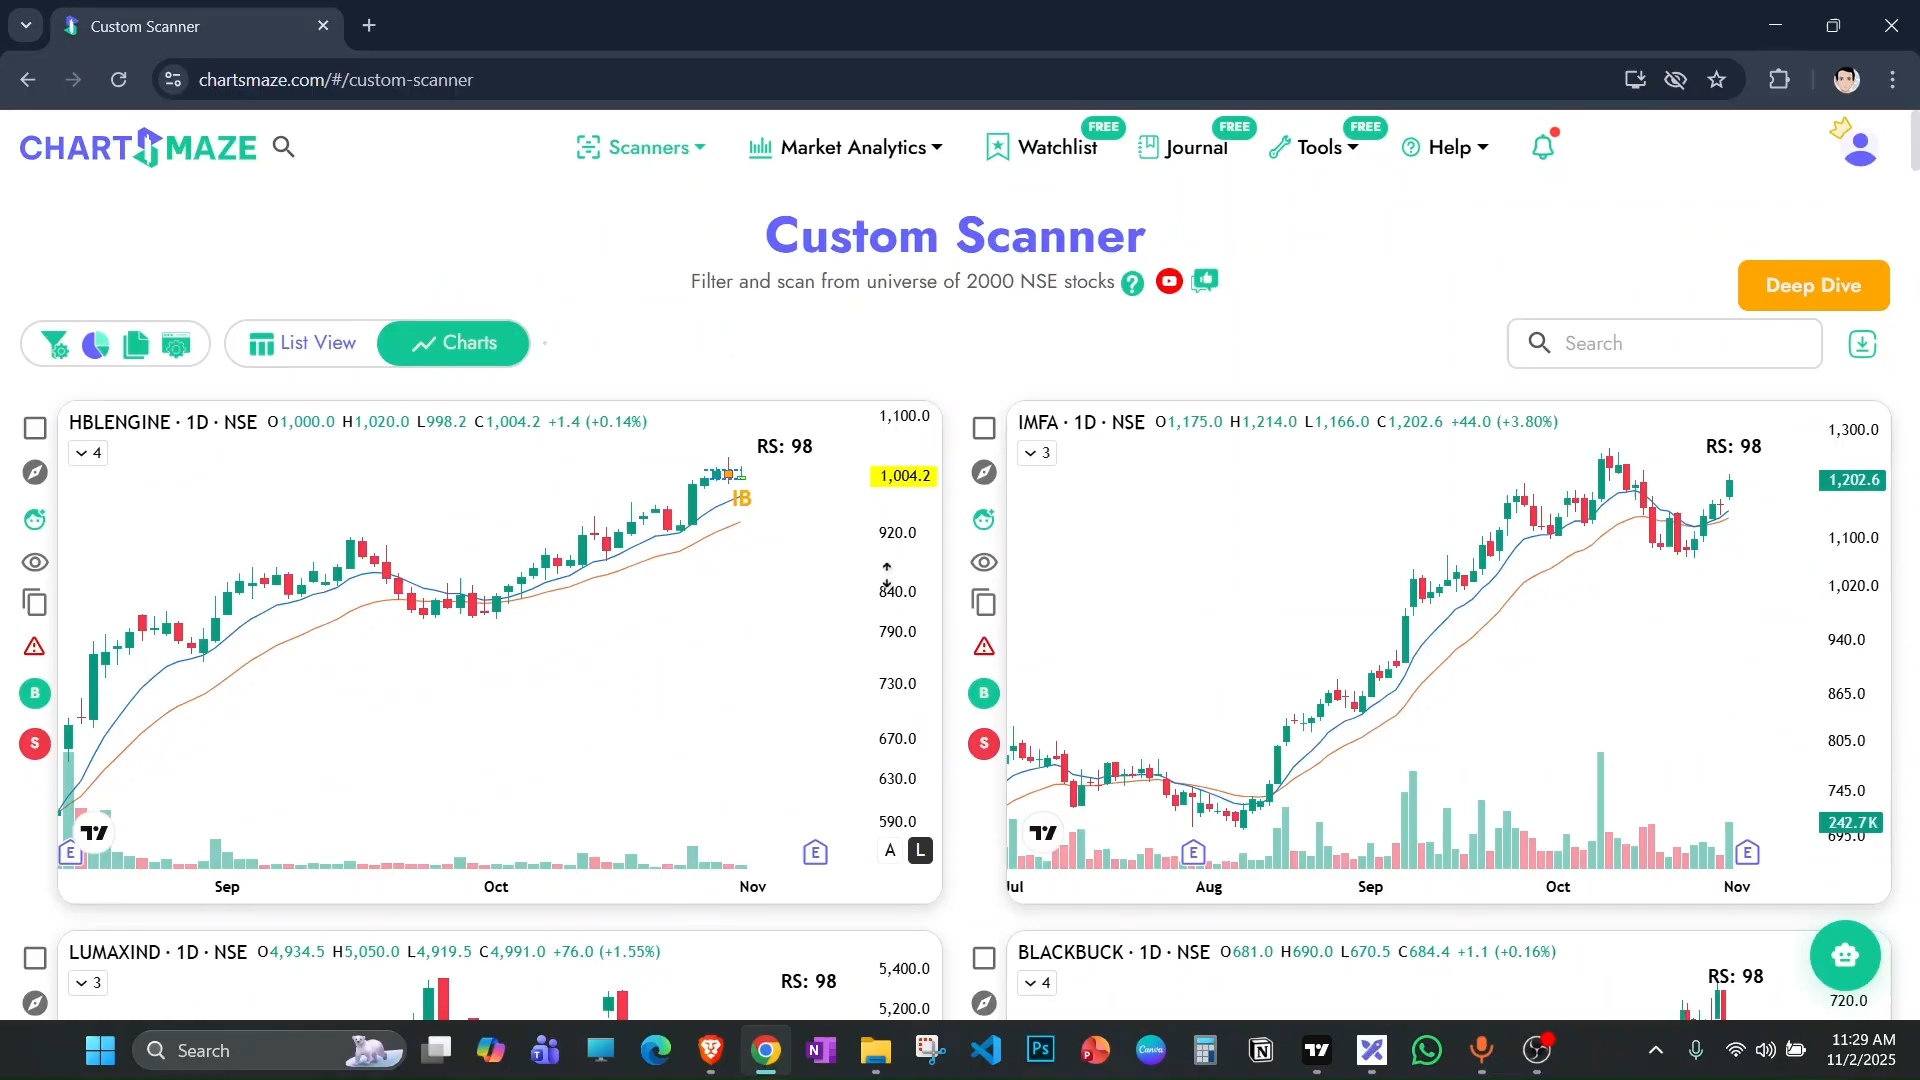 Custom Scanner
chartsmaze.com/#/custom-scanner
CHARTSMAZE
Scanners
Market Analytics
FREE
Watchlist
FREE
Journal
FREE
Tools
Help
Custom Scanner
Filter and scan from universe of 2000 NSE stocks
Deep Dive
List View
Charts
Search
HBLENGINE · 1D · NSE O1,000.0 H1,020.0 L998.2 C1,004.2 +1.4 (+0.14%)
4
RS: 98
IB
1,100.0
1,004.2
920.0
840.0
790.0
730.0
670.0
630.0
590.0
B
S
E
E
A
L
Sep
Oct
Nov
IMFA · 1D · NSE O1,175.0 H1,214.0 L1,166.0 C1,202.6 +44.0 (+3.80%)
3
RS: 98
1,300.0
1,202.6
1,100.0
1,020.0
940.0
865.0
805.0
745.0
242.7K
695.0
B
S
E
E
Jul
Aug
Sep
Oct
Nov
LUMAXIND · 1D · NSE O4,934.5 H5,050.0 L4,919.5 C4,991.0 +76.0 (+1.55%)
3
RS: 98
5,400.0
5,200.0
BLACKBUCK · 1D · NSE O681.0 H690.0 L670.5 C684.4 +1.1 (+0.16%)
4
RS: 98
720.0
Search
N
Ps
P
Canva
11:29 AM
11/2/2025